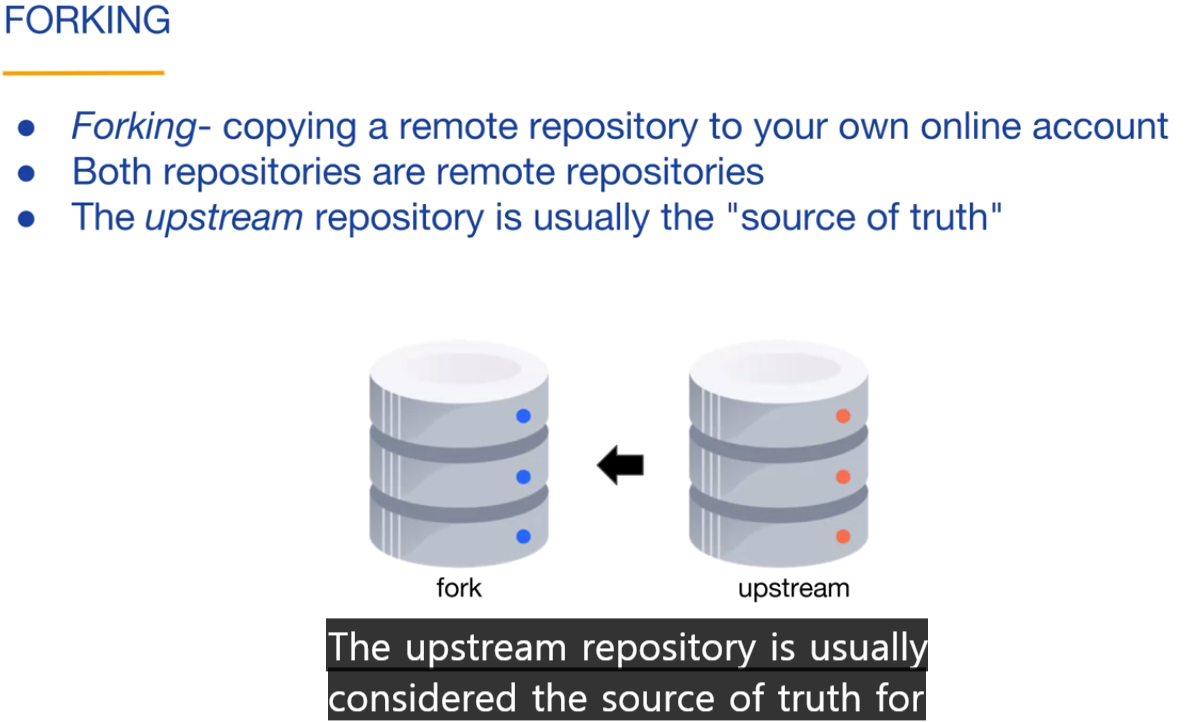 FORKING
● Forking- copying a remote repository to your own online account
● Both repositories are remote repositories
● The upstream repository is usually the "source of truth"
fork
upstream
The upstream repository is usually
considered the source of truth for